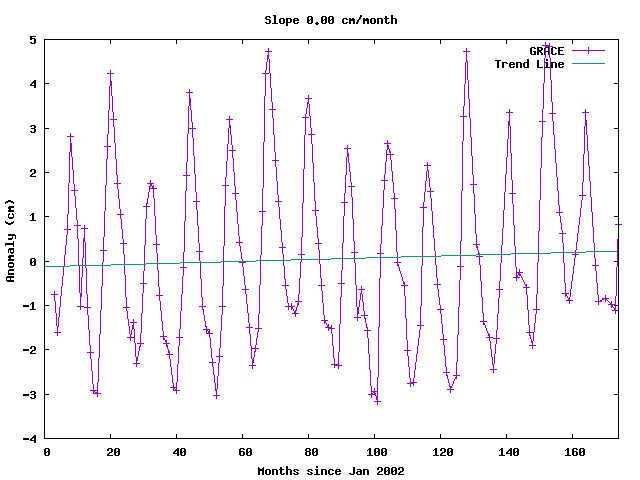 Slope 0.00 cm/month
GRACE
Trend Line
5
4
3
2
1
0
-1
-2
-3
-4
Anomaly (cm)
0 20 40 60 80 100 120 140 160
Months since Jan 2002